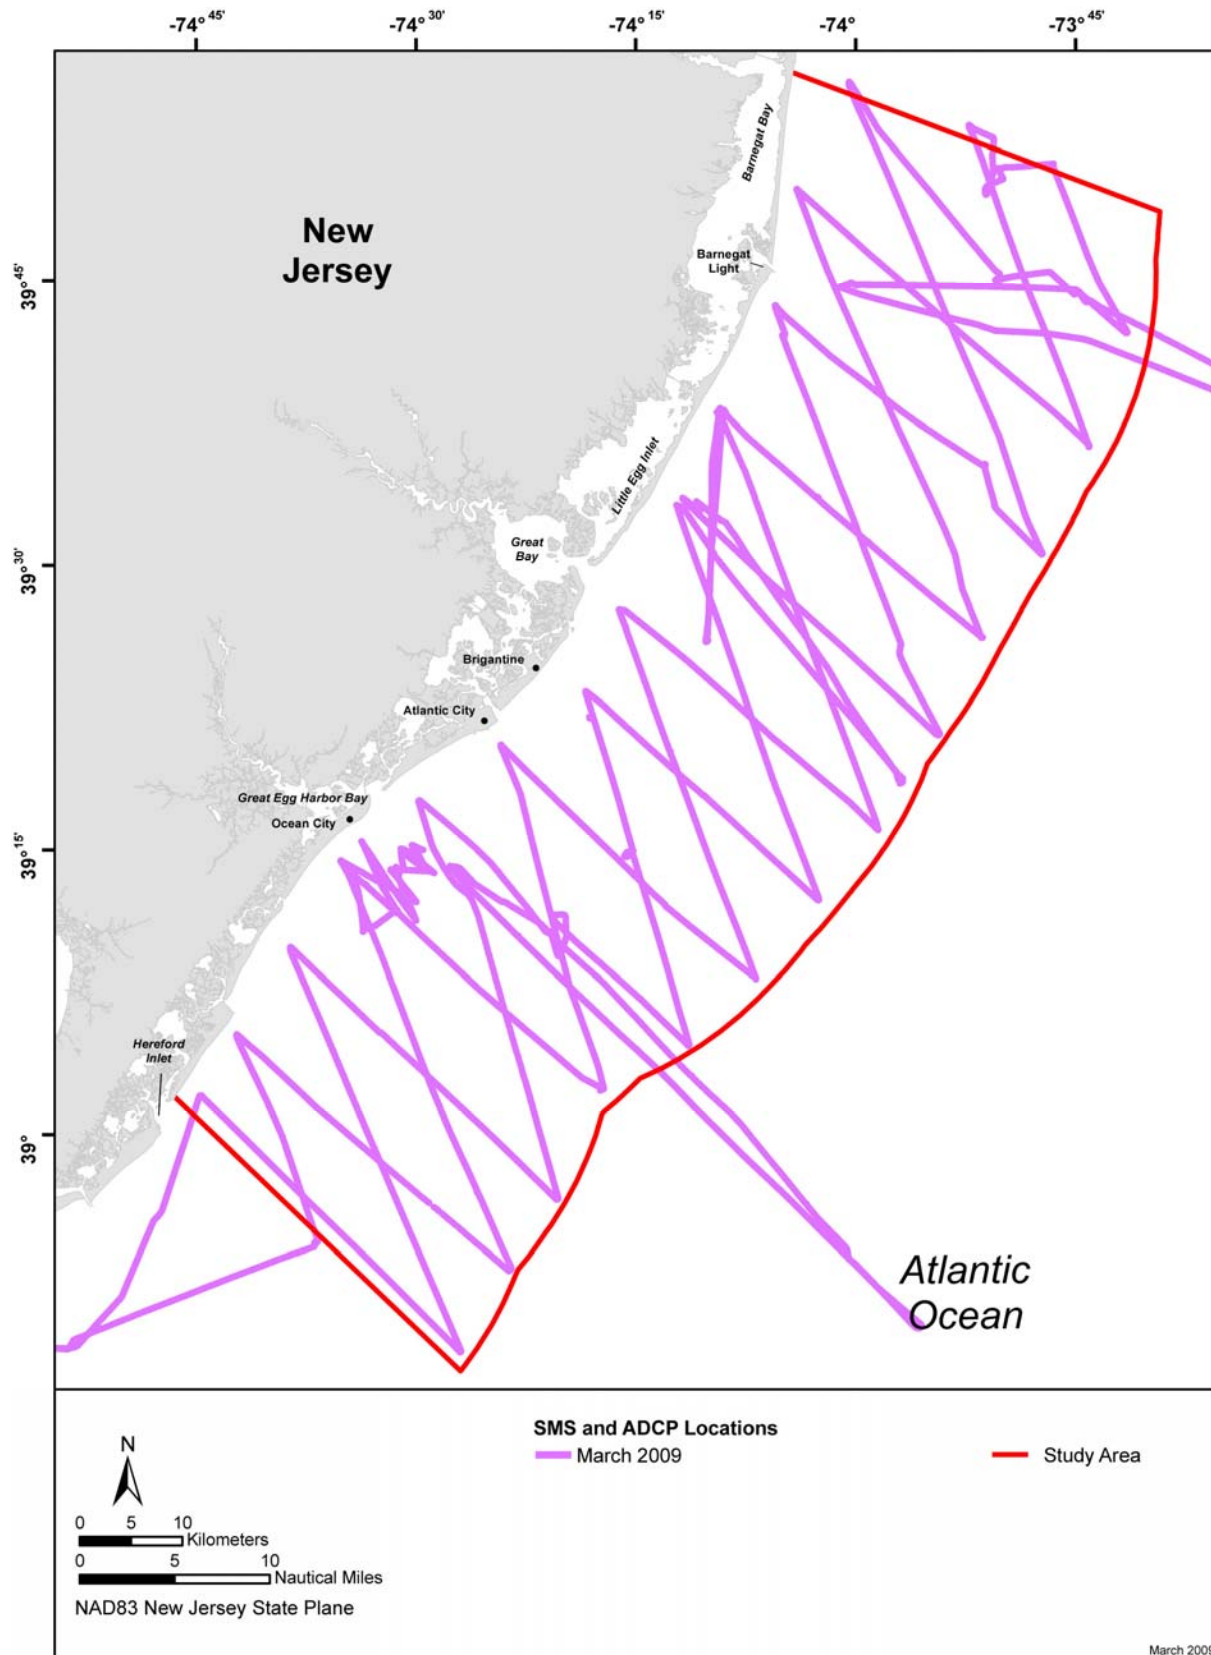 -74° 45'
-74° 30'
-74° 15'
-74°
-73° 45'
Barnegat Bay
New
Jersey
Barnegat
Light
39° 45'
Little Egg Inlet
Great
Bay
39° 30'
Brigantine
Atlantic City
Great Egg Harbor Bay
Ocean City
39° 15'
Hereford
Inlet
39°
Atlantic
Ocean
SMS and ADCP Locations
March 2009
Study Area
N
0 5 10
Kilometers
0 5 10
Nautical Miles
NAD83 New Jersey State Plane
March 2009